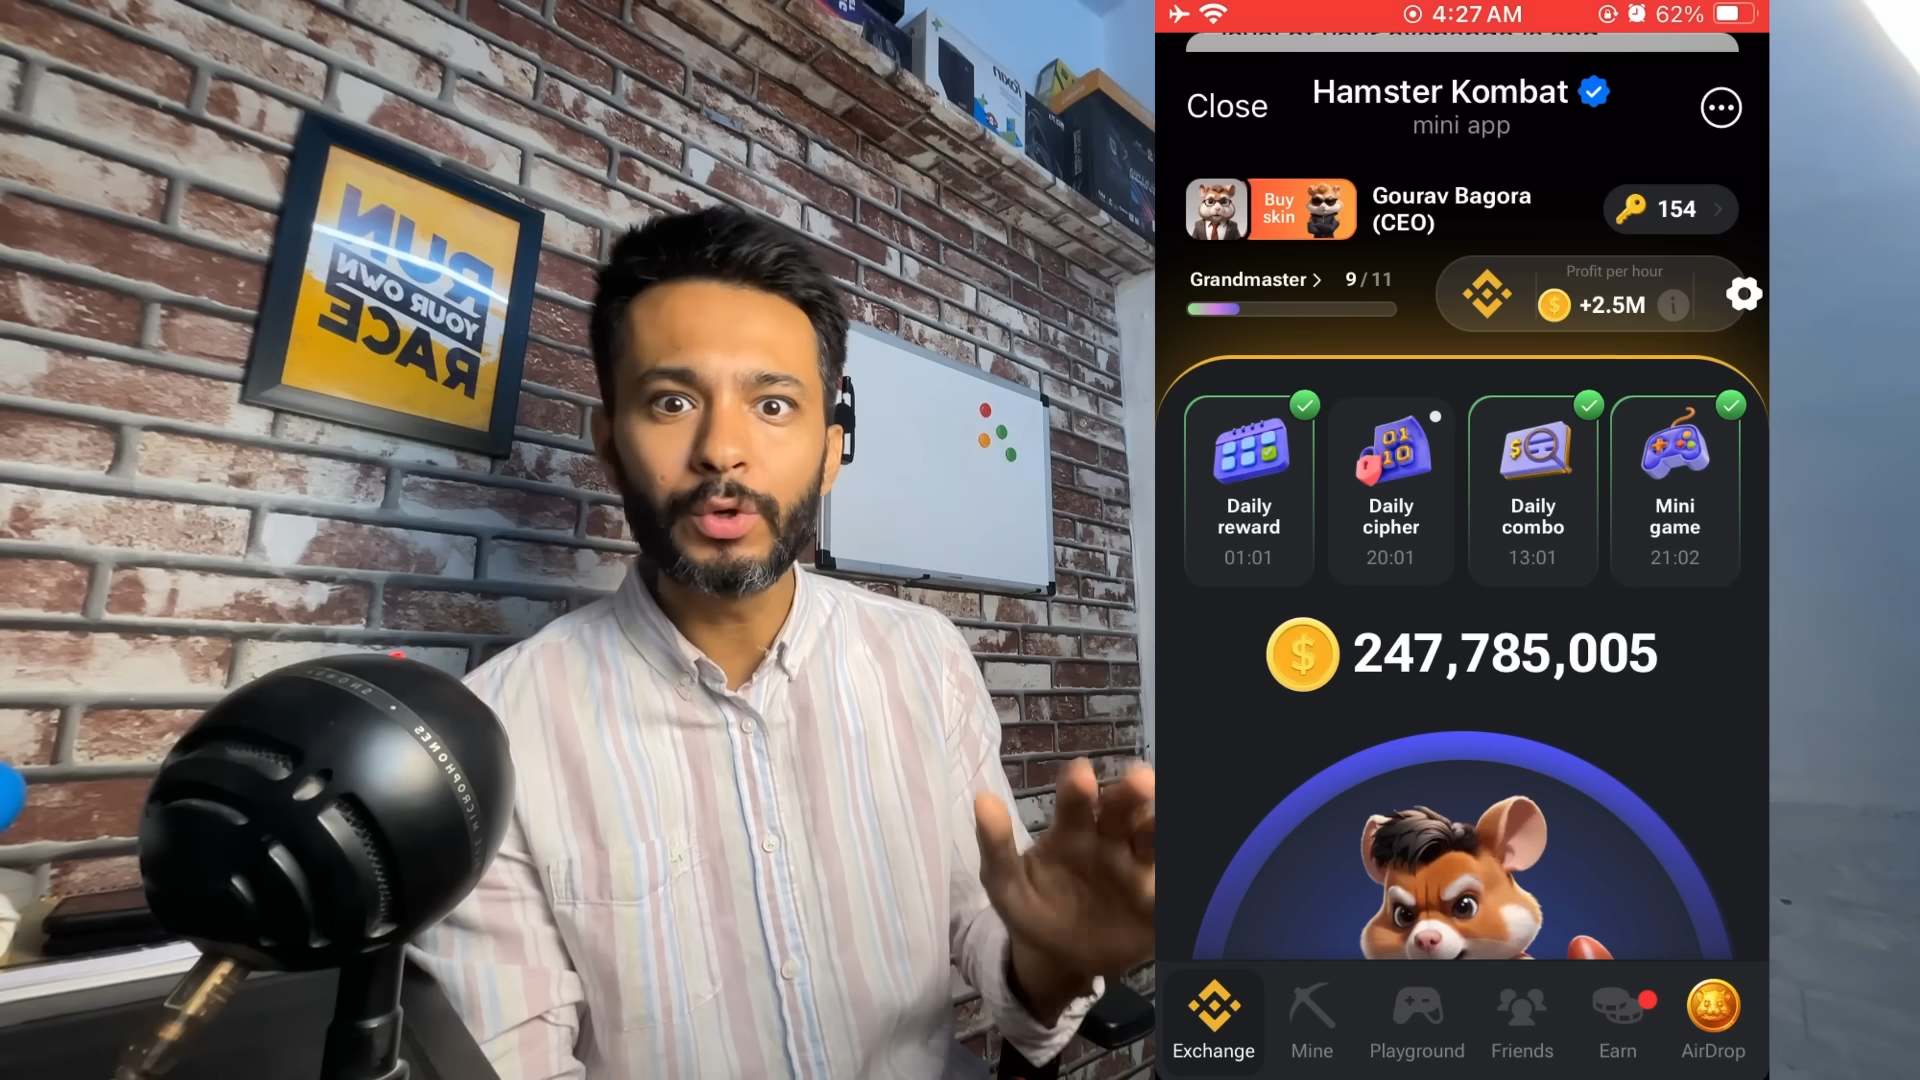 RUN
YOUR OWN
RACE
MICROPHONES
4:27 AM
62%
Close
Hamster Kombat
mini app
Buy
skin
Gourav Bagora
(CEO)
154
Grandmaster
9/11
Profit per hour
+2.5M
Daily
reward
01:01
Daily
cipher
20:01
Daily
combo
13:01
Mini
game
21:02
247,785,005
Exchange
Mine
Playground
Friends
Earn
AirDrop